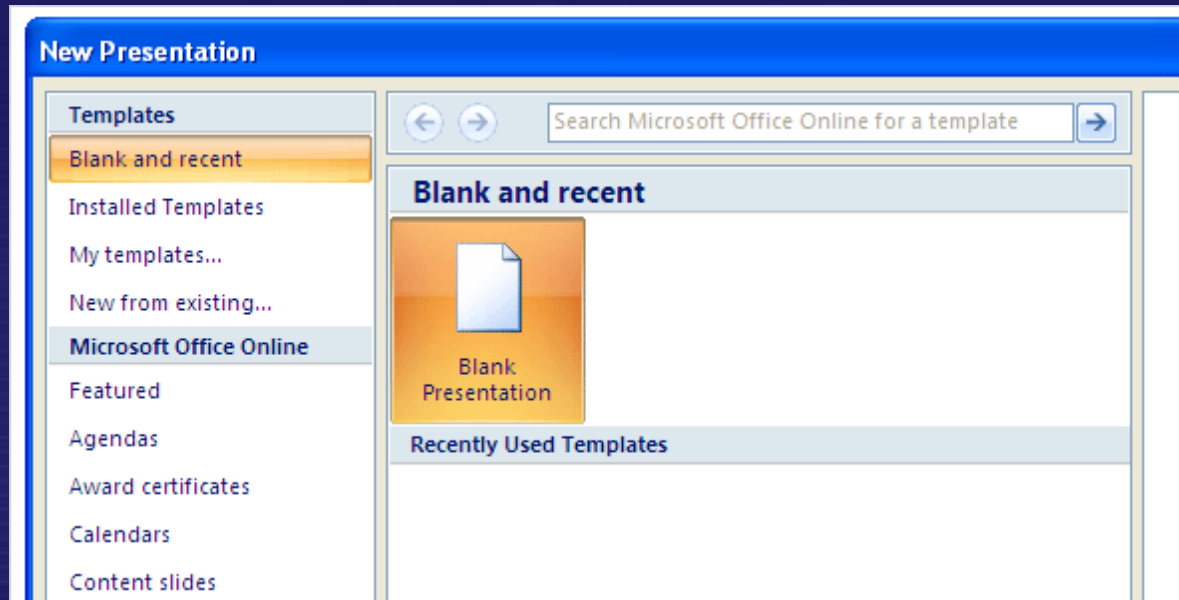 New Presentation
Templates
Blank and recent
Installed Templates
My templates...
New from existing...
Microsoft Office Online
Featured
Agendas
Award certificates
Calendars
Content slides
Search Microsoft Office Online for a template
Blank and recent
Blank
Presentation
Recently Used Templates